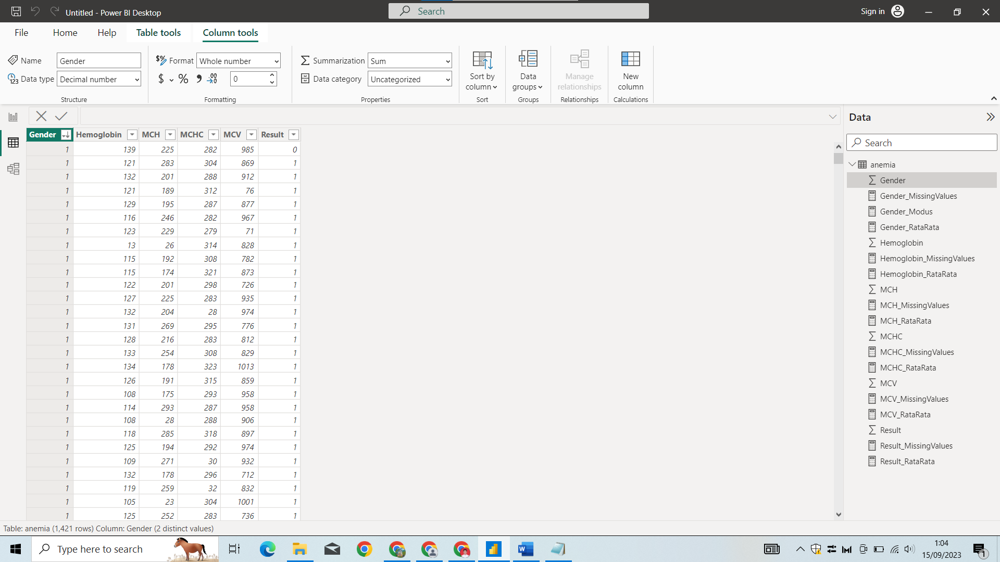 Untitled - Power BI Desktop
Search
Sign in
File Home Help Table tools Column tools
Name Gender
Data type Decimal number
Structure
Format Whole number
$ % 0
Formatting
Summarization Sum
Data category Uncategorized
Properties
Sort by column
Sort
Data groups
Groups
Manage relationships
Relationships
New column
Calculations
Gender Hemoglobin MCH MCHC MCV Result
1 139 225 282 985 0
1 121 283 304 869 1
1 132 201 288 912 1
1 121 189 312 76 1
1 129 195 287 877 1
1 116 246 282 967 1
1 123 229 279 71 1
1 13 26 314 828 1
1 115 192 308 782 1
1 115 174 321 873 1
1 122 201 298 726 1
1 127 225 283 935 1
1 132 204 28 974 1
1 131 269 295 776 1
1 128 216 283 812 1
1 133 254 308 829 1
1 134 178 323 1013 1
1 126 191 315 859 1
1 108 175 293 958 1
1 114 293 287 958 1
1 108 28 288 906 1
1 118 285 318 897 1
1 125 194 292 974 1
1 109 271 30 932 1
1 132 178 296 712 1
1 119 259 32 832 1
1 105 23 304 1001 1
1 125 252 283 736 1
Data
Search
anemia
Gender
Gender_MissingValues
Gender_Modus
Gender_RataRata
Hemoglobin
Hemoglobin_MissingValues
Hemoglobin_RataRata
MCH
MCH_MissingValues
MCH_RataRata
MCHC
MCHC_MissingValues
MCHC_RataRata
MCV
MCV_MissingValues
MCV_RataRata
Result
Result_MissingValues
Result_RataRata
Table: anemia (1,421 rows) Column: Gender (2 distinct values)
Type here to search
1:04
15/09/2023
1